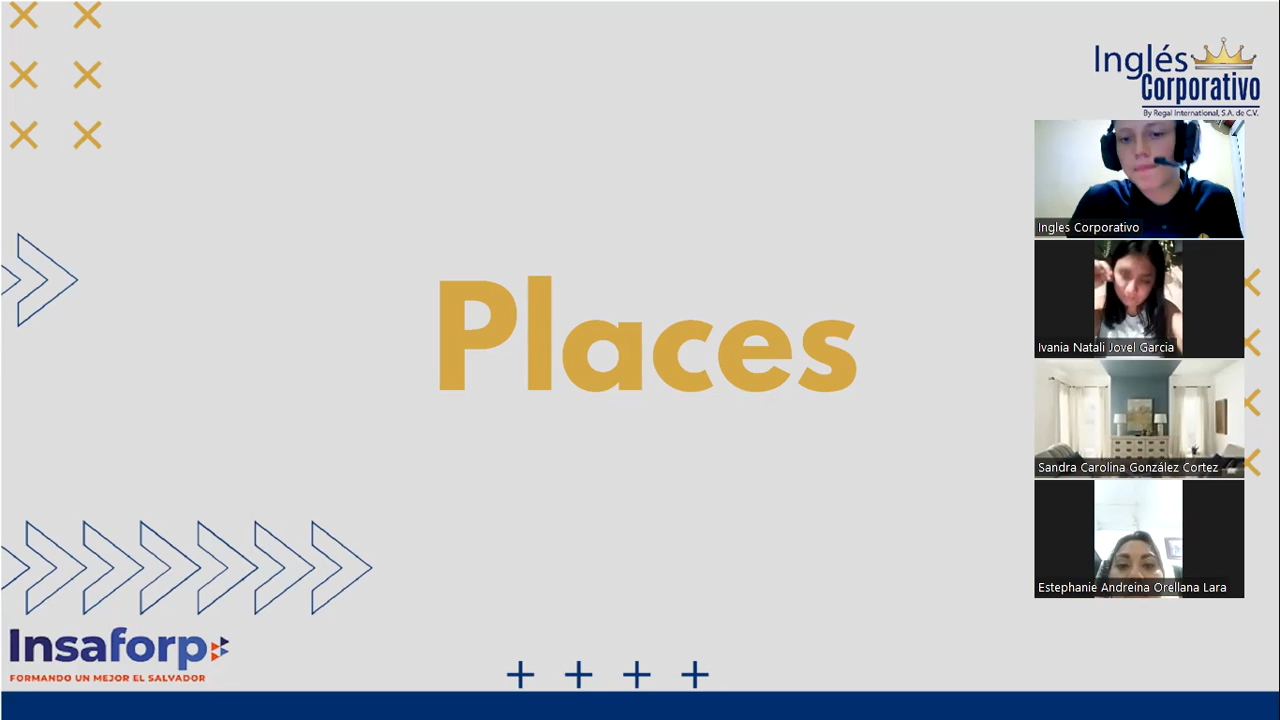 Inglés
Corporativo
By Regal International, S.A. de C.V.
Ingles Corporativo
Ivania Natali Jovel Garcia
Places
Sandra Carolina González Cortez
Estephanie Andreina Orellana Lara
Insaforp
FORMANDO UN MEJOR EL SALVADOR